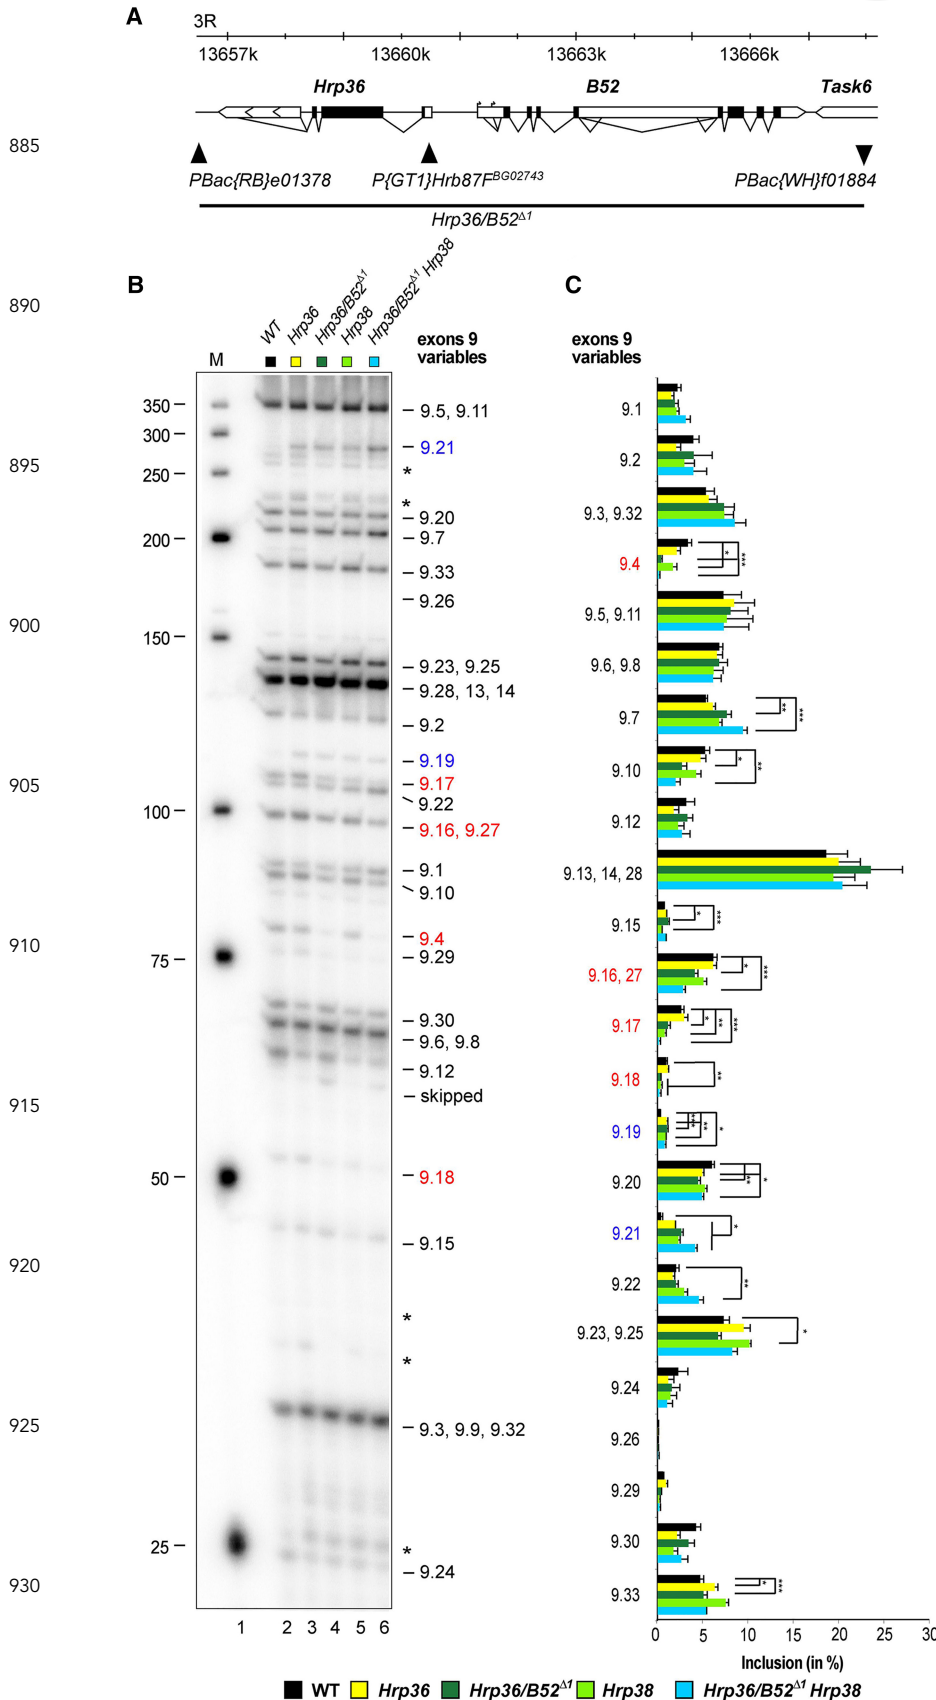 A
3R
13657k 13660k 13663k 13666k
Hrp36 B52 Task6
885
PBac{RB}e01378 P{GT1}Hrb87F^BG02743 PBac{WH}f01884
Hrp36/B52^Δ1
890
B
WT
Hrp36
Hrp36/B52^Δ1
Hrp38
Hrp36/B52^Δ1 Hrp38
exons 9
variables
M
350
300
250
200
150
100
75
50
25
9.5, 9.11
9.21
*
*
9.20
9.7
9.33
9.26
9.23, 9.25
9.28, 13, 14
9.2
9.19
9.17
9.22
9.16, 9.27
9.1
9.10
9.4
9.29
9.30
9.6, 9.8
9.12
skipped
9.18
9.15
*
*
9.3, 9.9, 9.32
*
9.24
1 2 3 4 5 6
895
900
905
910
915
920
925
930
C
exons 9
variables
9.1
9.2
9.3, 9.32
9.4 * ***
9.5, 9.11
9.6, 9.8
9.7 ** ***
9.10 * **
9.12
9.13, 14, 28
9.15 * ***
9.16, 27 * ***
9.17 * ** ***
9.18 **
9.19 *** ** *
9.20 ** *
9.21 *
9.22 **
9.23, 9.25 *
9.24
9.26
9.29
9.30
9.33 * ***
0 5 10 15 20 25 30
Inclusion (in %)
WT Hrp36 Hrp36/B52^Δ1 Hrp38 Hrp36/B52^Δ1 Hrp38